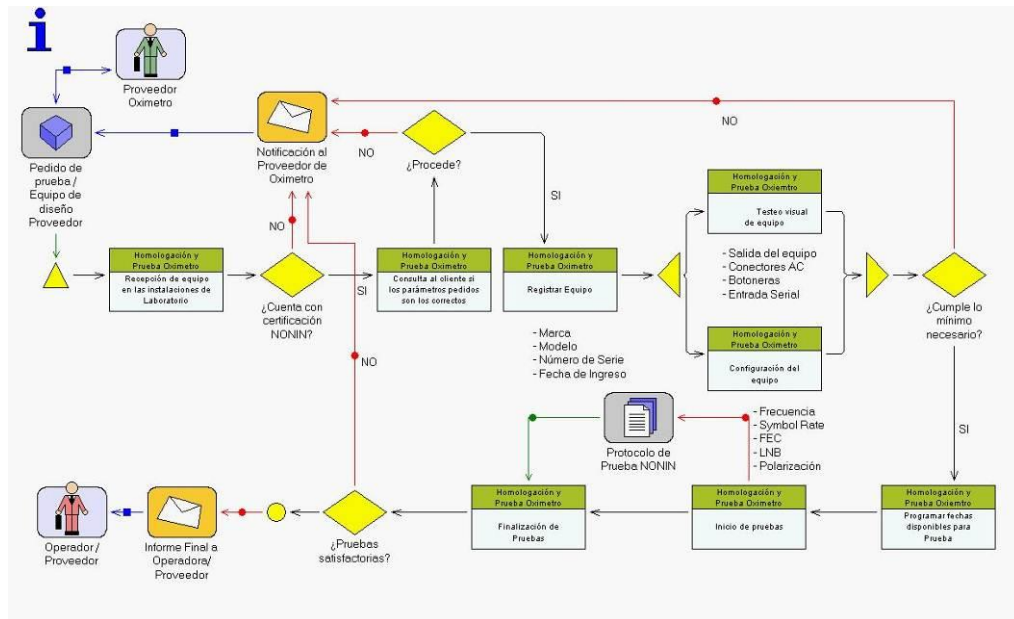 i
Proveedor
Oximetro
Pedido de
prueba /
Equipo de
diseño
Proveedor
Notificación al
Proveedor de
Oximetro
NO
¿Procede?
NO
SI
NO
Homologación y
Prueba Oxiemtro
Testeo visual
de equipo
Homologación y
Prueba Oximetro
Recepción de equipo
en las instalaciones de
Laboratorio
¿Cuenta con
certificación
NONIN?
SI
Homologación y
Prueba Oximetro
Consulta al cliente si
los parámetros pedidos
son los correctos
Homologación y
Prueba Oximetro
Registrar Equipo
- Marca
- Modelo
- Número de Serie
- Fecha de Ingreso
- Salida del equipo
- Conectores AC
- Botoneras
- Entrada Serial
Homologación y
Prueba Oximetro
Configuración del
equipo
¿Cumple lo
mínimo
necesario?
NO
SI
Protocolo de
Prueba NONIN
- Frecuencia
- Symbol Rate
- FEC
- LNB
- Polarización
Operador /
Proveedor
Informe Final a
Operadora/
Proveedor
¿Pruebas
satisfactorias?
Homologación y
Prueba Oximetro
Finalización de
Pruebas
Homologación y
Prueba Oximetro
Inicio de pruebas
Homologación y
Prueba Oxiemtro
Programar fechas
disponibles para
Prueba